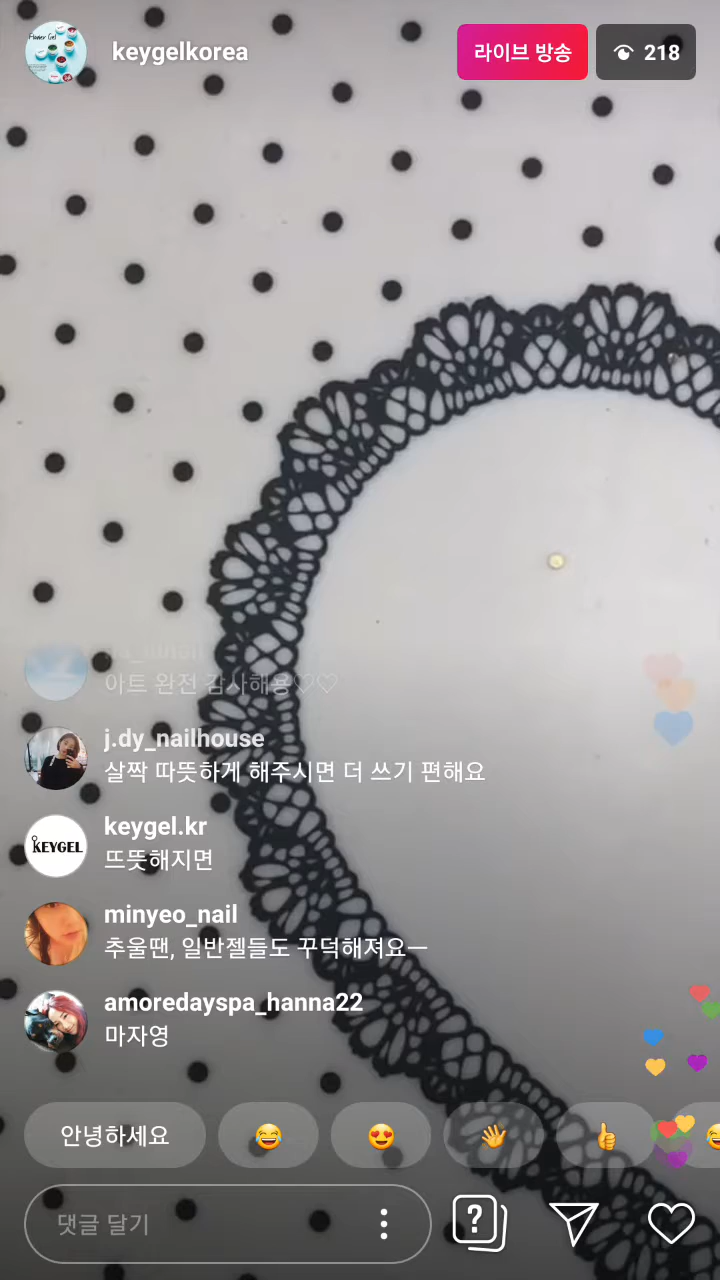 Flower Gel
keygelkorea
라이브 방송
218
아트 완전 감사해용♡♡
j.dy_nailhouse
살짝 따뜻하게 해주시면 더 쓰기 편해요
KEYGEL
keygel.kr
뜨뜻해지면
minyeo_nail
추울땐, 일반젤들도 꾸덕해져요ㅡ
amoredayspa_hanna22
마자영
안녕하세요
댓글 달기
?